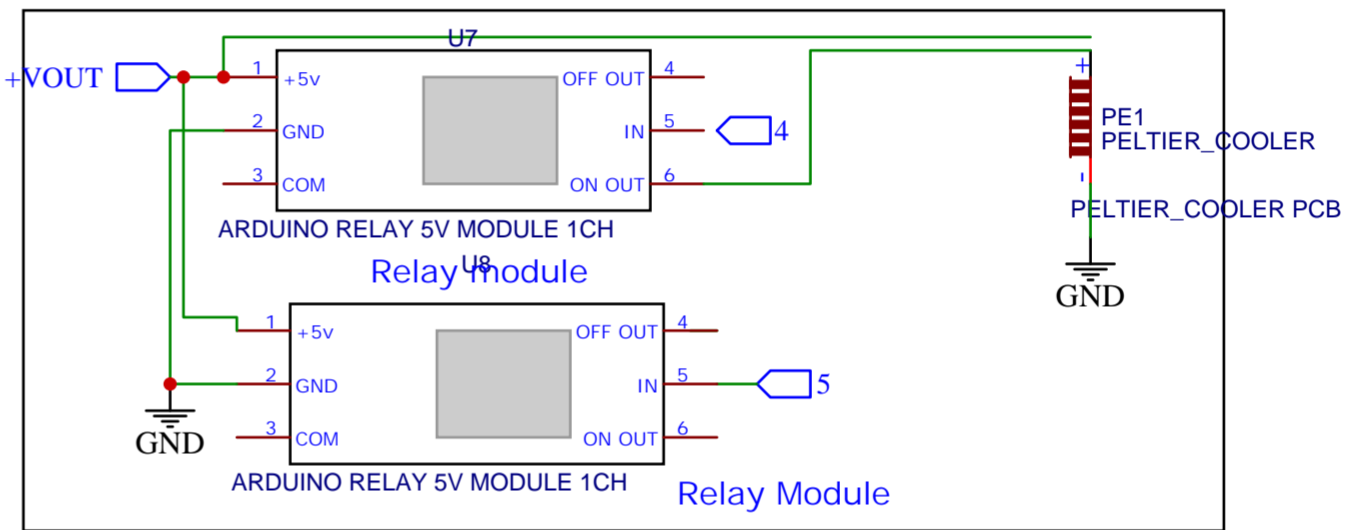 U7
+VOUT
1 +5v OFF OUT 4
2 GND IN 5
4
3 COM ON OUT 6
ARDUINO RELAY 5V MODULE 1CH
+
PE1
PELTIER_COOLER
-
PELTIER_COOLER PCB
GND
Relay module
U8
1 +5v OFF OUT 4
2 GND IN 5
5
3 COM ON OUT 6
GND
ARDUINO RELAY 5V MODULE 1CH
Relay Module